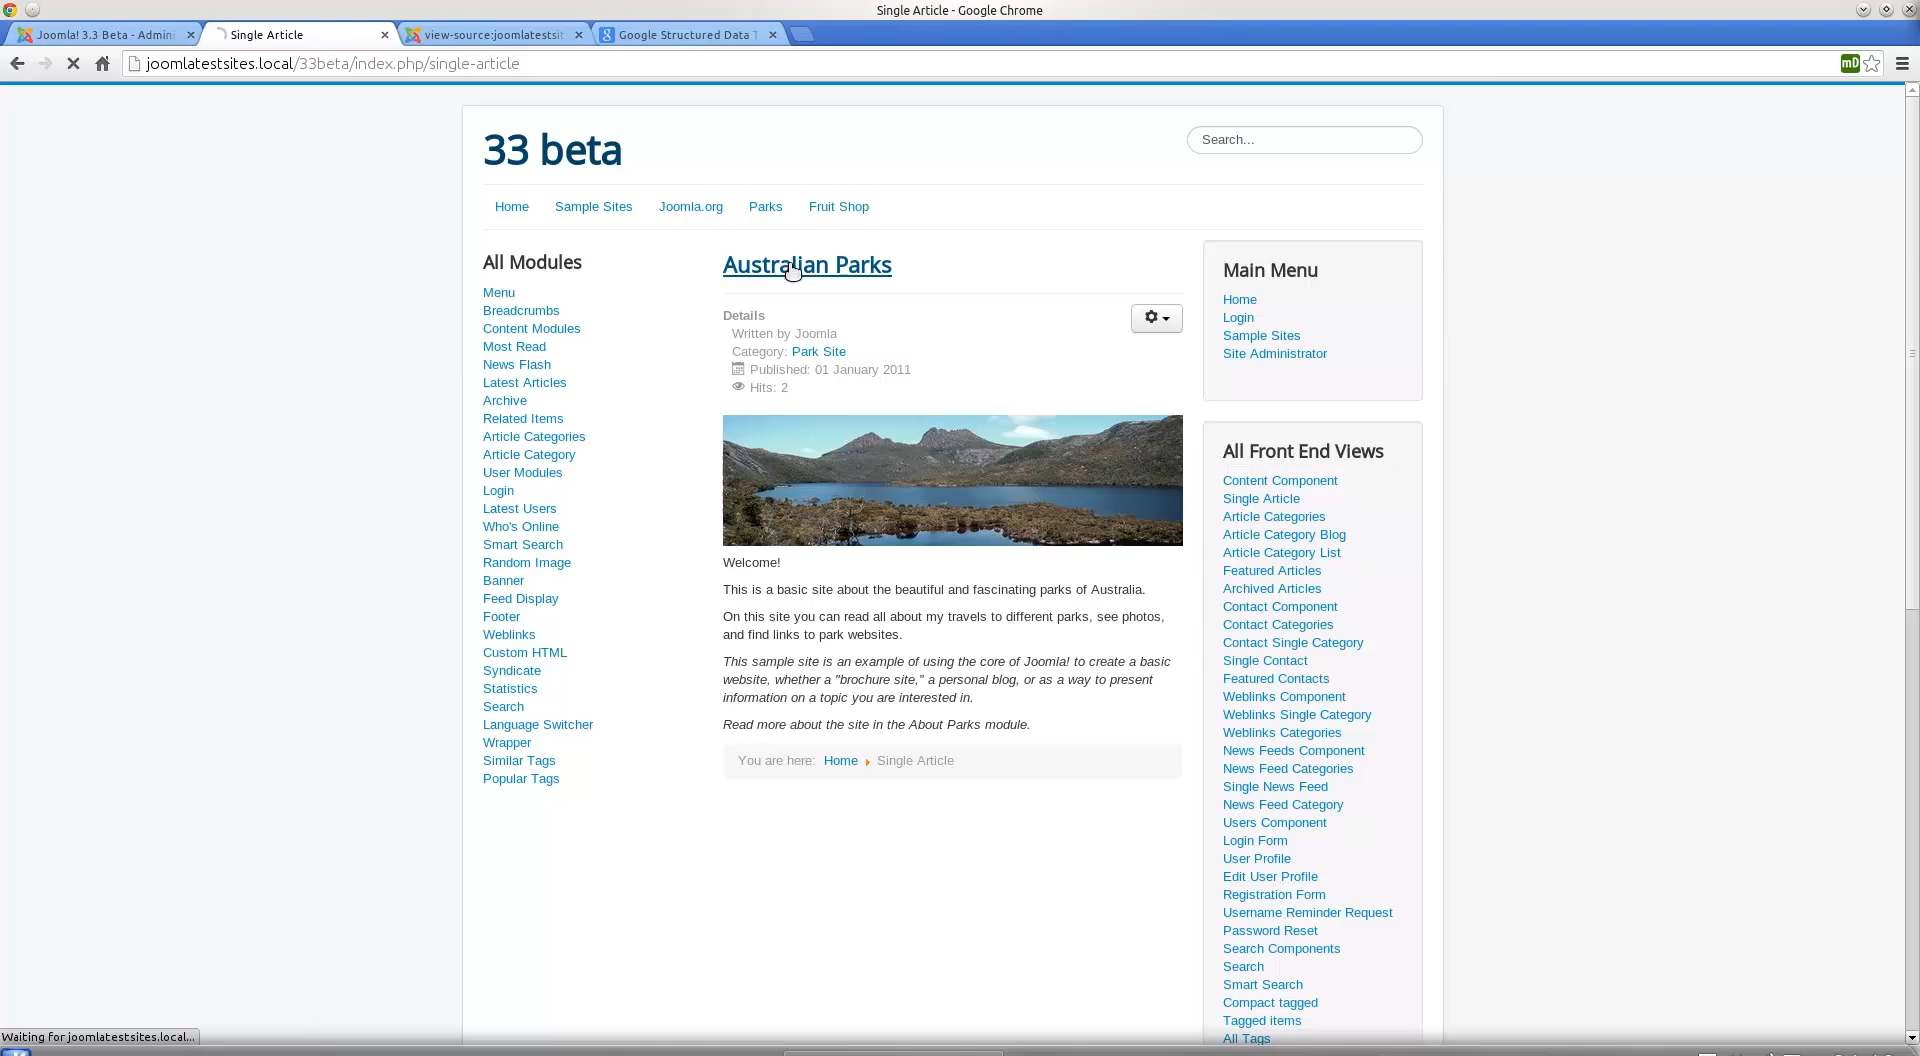 Single Article - Google Chrome
Joomla! 3.3 Beta - Admin
Single Article
view-source:joomlatestsit
Google Structured Data T
joomlatestsites.local/33beta/index.php/single-article
mD
33 beta
Search...
Home
Sample Sites
Joomla.org
Parks
Fruit Shop
All Modules
Menu
Breadcrumbs
Content Modules
Most Read
News Flash
Latest Articles
Archive
Related Items
Article Categories
Article Category
User Modules
Login
Latest Users
Who's Online
Smart Search
Random Image
Banner
Feed Display
Footer
Weblinks
Custom HTML
Syndicate
Statistics
Search
Language Switcher
Wrapper
Similar Tags
Popular Tags
Australian Parks
Details
Written by Joomla
Category: Park Site
Published: 01 January 2011
Hits: 2
Welcome!
This is a basic site about the beautiful and fascinating parks of Australia.
On this site you can read all about my travels to different parks, see photos,
and find links to park websites.
This sample site is an example of using the core of Joomla! to create a basic
website, whether a "brochure site," a personal blog, or as a way to present
information on a topic you are interested in.
Read more about the site in the About Parks module.
You are here: Home Single Article
Main Menu
Home
Login
Sample Sites
Site Administrator
All Front End Views
Content Component
Single Article
Article Categories
Article Category Blog
Article Category List
Featured Articles
Archived Articles
Contact Component
Contact Categories
Contact Single Category
Single Contact
Featured Contacts
Weblinks Component
Weblinks Single Category
Weblinks Categories
News Feeds Component
News Feed Categories
Single News Feed
News Feed Category
Users Component
Login Form
User Profile
Edit User Profile
Registration Form
Username Reminder Request
Password Reset
Search Components
Search
Smart Search
Compact tagged
Tagged items
All Tags
Waiting for joomlatestsites.local...